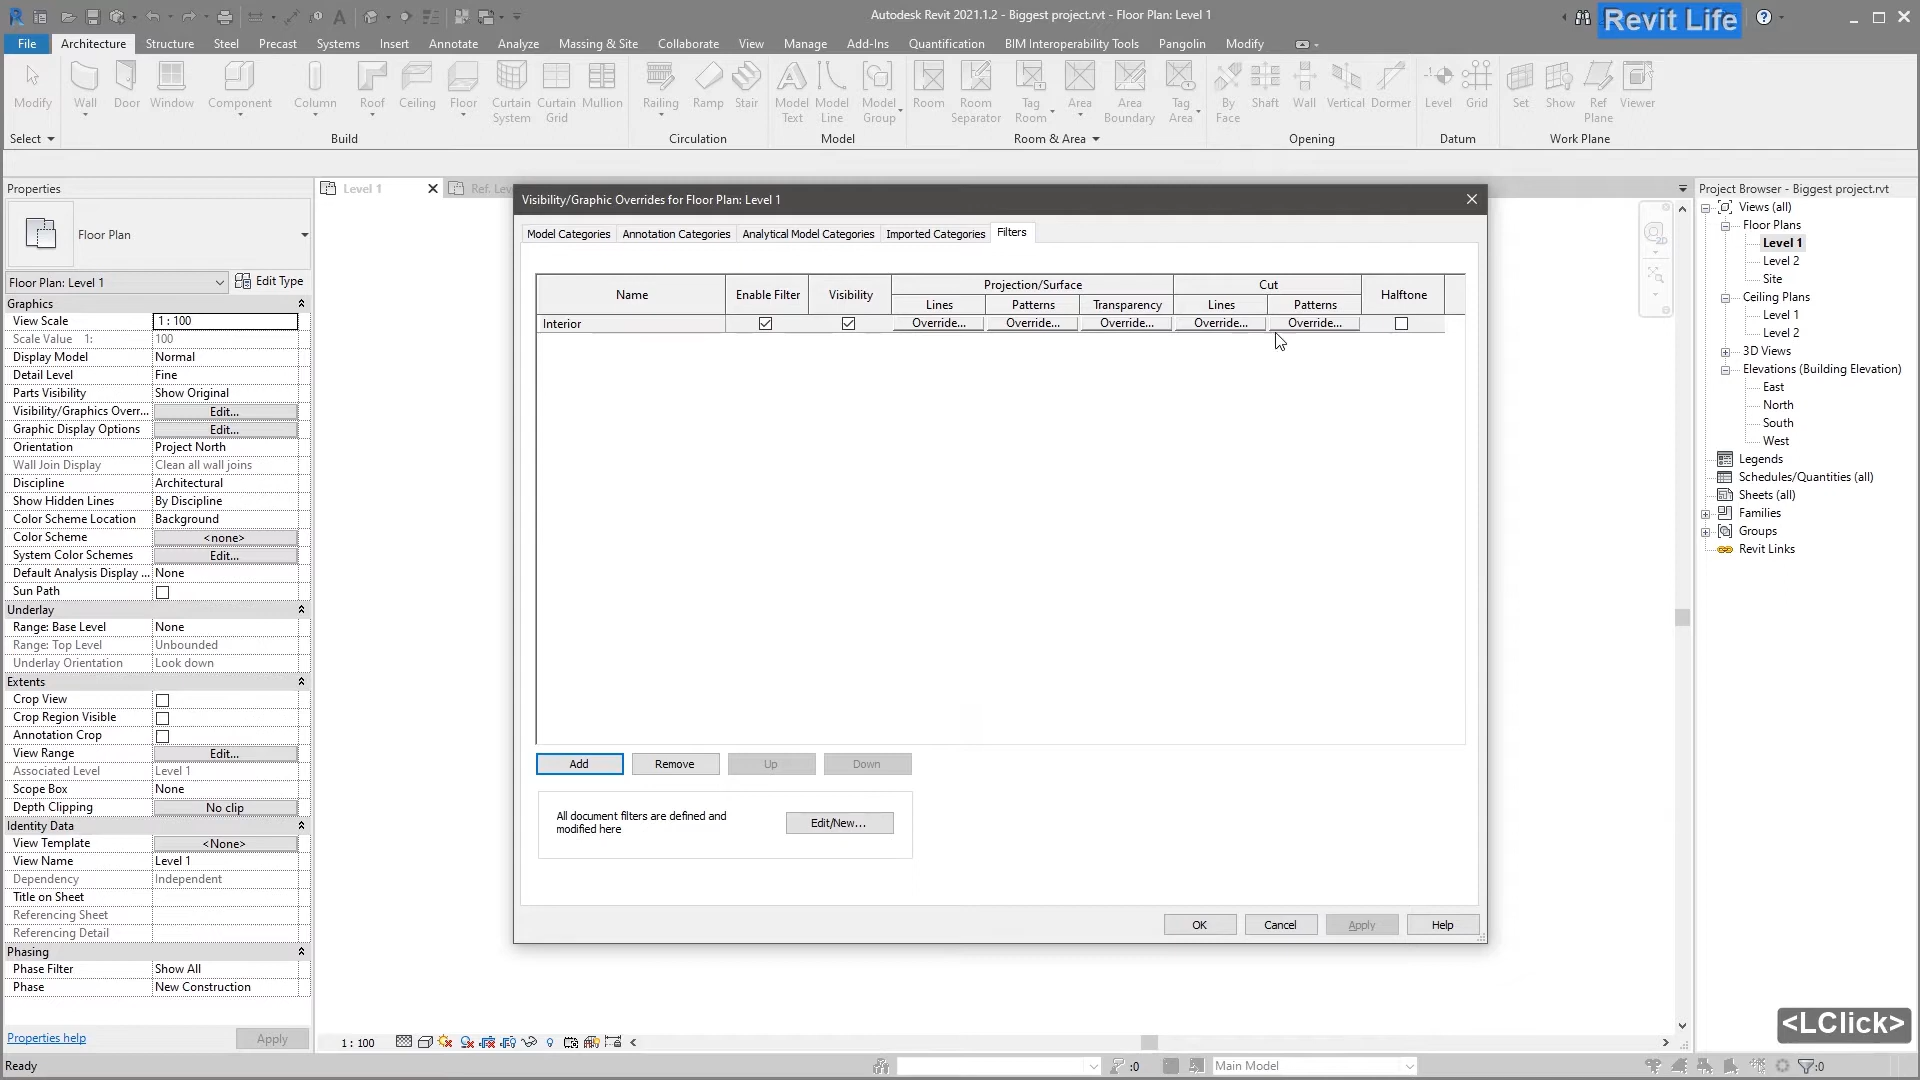 Autodesk Revit 2021.1.2 - Biggest project.rvt - Floor Plan: Level 1
Revit Life
File Architecture Structure Steel Precast Systems Insert Annotate Analyze Massing & Site Collaborate View Manage Add-Ins Quantification BIM Interoperability Tools Pangolin Modify
Modify Wall Door Window Component Column Roof Ceiling Floor Curtain System Curtain Grid Mullion Railing Ramp Stair Model Text Model Line Model Group Room Room Separator Tag Room Area Area Boundary Tag Area By Face Shaft Wall Vertical Dormer Level Grid Set Show Ref Plane Viewer
Select Build Circulation Model Room & Area Opening Datum Work Plane
Properties
Floor Plan
Floor Plan: Level 1 Edit Type
Graphics
View Scale 1 : 100
Scale Value 1: 100
Display Model Normal
Detail Level Fine
Parts Visibility Show Original
Visibility/Graphics Overr... Edit...
Graphic Display Options Edit...
Orientation Project North
Wall Join Display Clean all wall joins
Discipline Architectural
Show Hidden Lines By Discipline
Color Scheme Location Background
Color Scheme <none>
System Color Schemes Edit...
Default Analysis Display ... None
Sun Path
Underlay
Range: Base Level None
Range: Top Level Unbounded
Underlay Orientation Look down
Extents
Crop View
Crop Region Visible
Annotation Crop
View Range Edit...
Associated Level Level 1
Scope Box None
Depth Clipping No clip
Identity Data
View Template <None>
View Name Level 1
Dependency Independent
Title on Sheet
Referencing Sheet
Referencing Detail
Phasing
Phase Filter Show All
Phase New Construction
Properties help Apply
Level 1 Ref. Lev
Visibility/Graphic Overrides for Floor Plan: Level 1
Model Categories Annotation Categories Analytical Model Categories Imported Categories Filters
Name Enable Filter Visibility Projection/Surface Cut Halftone
Lines Patterns Transparency Lines Patterns
Interior Override... Override... Override... Override... Override...
Add Remove Up Down
All document filters are defined and
modified here
Edit/New...
OK Cancel Apply Help
Project Browser - Biggest project.rvt
Views (all)
Floor Plans
Level 1
Level 2
Site
Ceiling Plans
Level 1
Level 2
3D Views
Elevations (Building Elevation)
East
North
South
West
Legends
Schedules/Quantities (all)
Sheets (all)
Families
Groups
Revit Links
<LClick>
1 : 100
Ready :0 Main Model :0